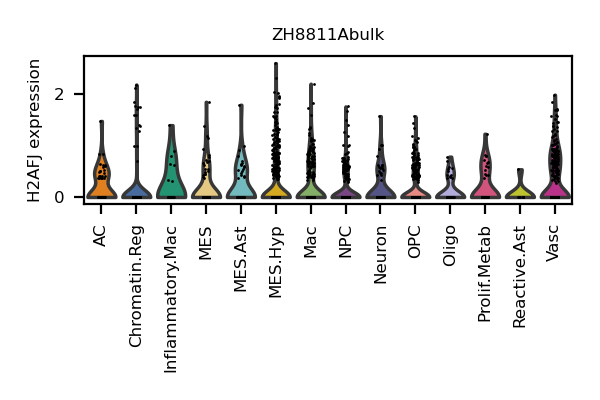 ZH8811Abulk
H2AFJ expression
2
0
AC
Chromatin.Reg
Inflammatory.Mac
MES
MES.Ast
MES.Hyp
Mac
NPC
Neuron
OPC
Oligo
Prolif.Metab
Reactive.Ast
Vasc